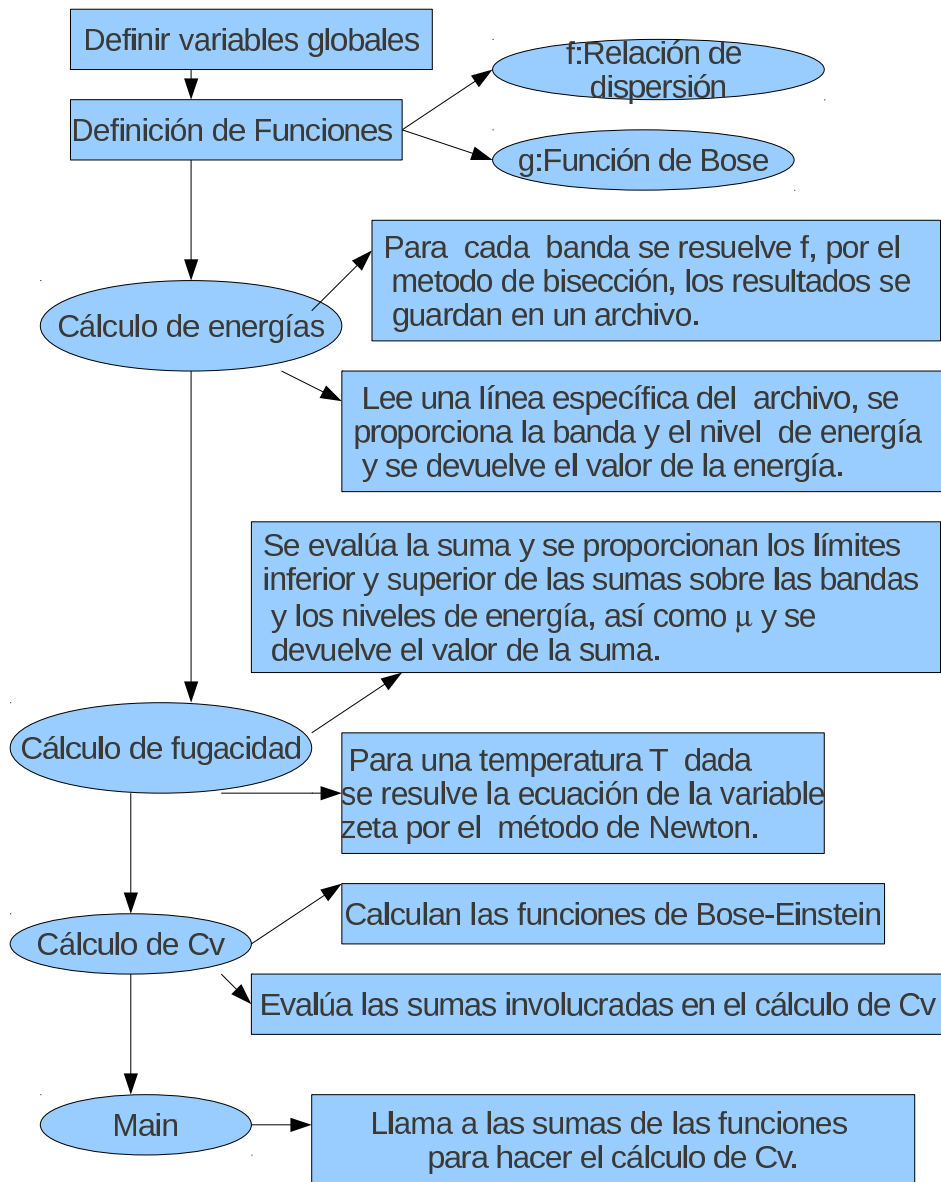 Definir variables globales
f:Relación de
dispersión
Definición de Funciones
g:Función de Bose
Para cada banda se resuelve f, por el
metodo de bisección, los resultados se
guardan en un archivo.
Cálculo de energías
Lee una línea específica del archivo, se
proporciona la banda y el nivel de energía
y se devuelve el valor de la energía.
Se evalúa la suma y se proporcionan los límites
inferior y superior de las sumas sobre las bandas
y los niveles de energía, así como μ y se
devuelve el valor de la suma.
Cálculo de fugacidad
Para una temperatura T dada
se resulve la ecuación de la variable
zeta por el método de Newton.
Calculan las funciones de Bose-Einstein
Cálculo de Cv
Evalúa las sumas involucradas en el cálculo de Cv
Main
Llama a las sumas de las funciones
para hacer el cálculo de Cv.